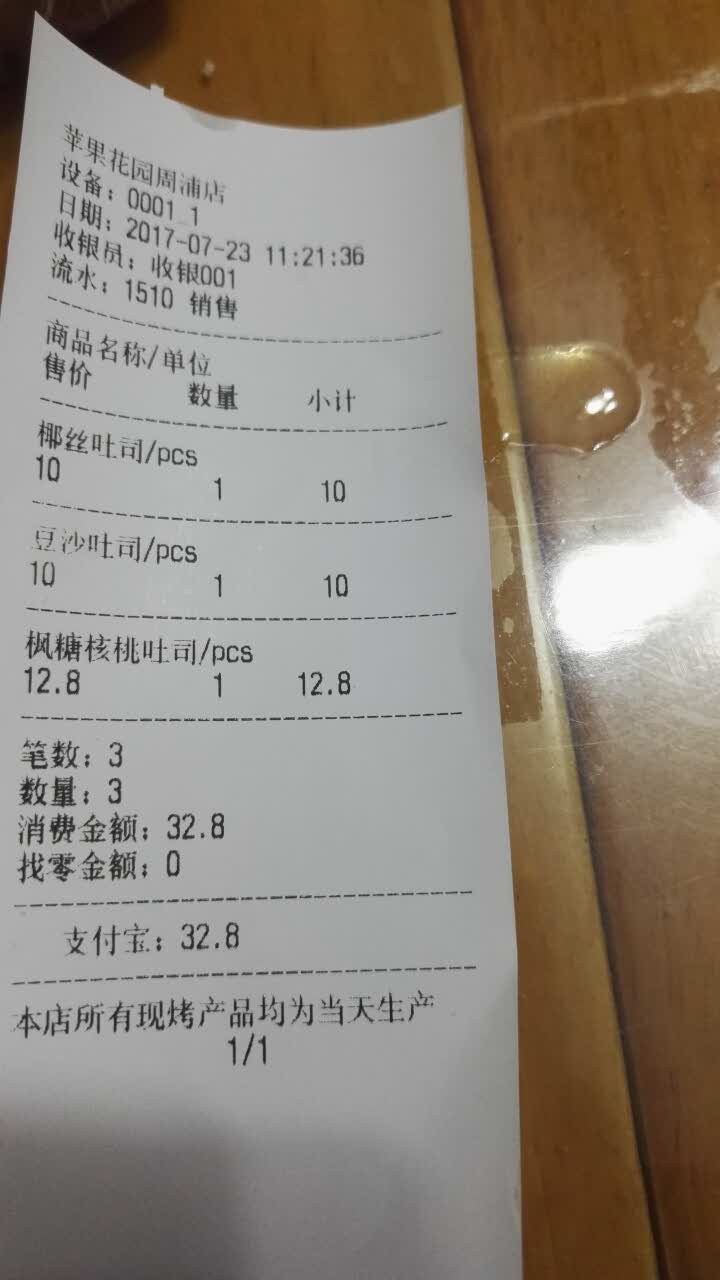 苹果花园周浦店
设备：0001_1
日期：2017-07-23 11:21:36
收银员：收银001
流水：1510 销售
商品名称/单位
售价 数量 小计
椰丝吐司/pcs
10 1 10
豆沙吐司/pcs
10 1 10
枫糖核桃吐司/pcs
12.8 1 12.8
笔数：3
数量：3
消费金额：32.8
找零金额：0
支付宝：32.8
本店所有现烤产品均为当天生产
1/1